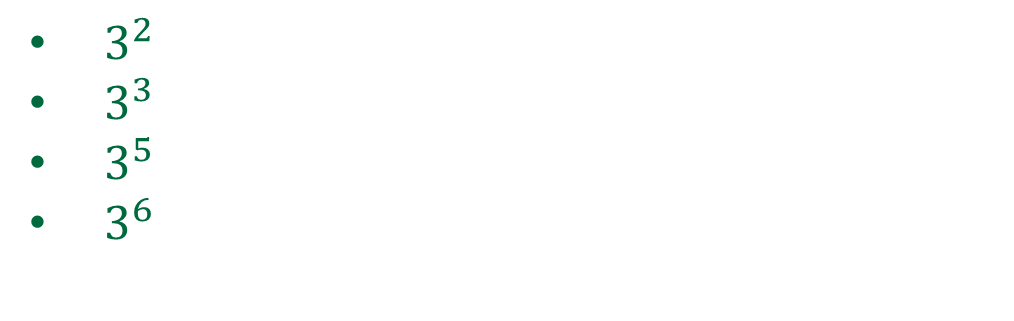 • 3²
• 3³
• 3⁵
• 3⁶